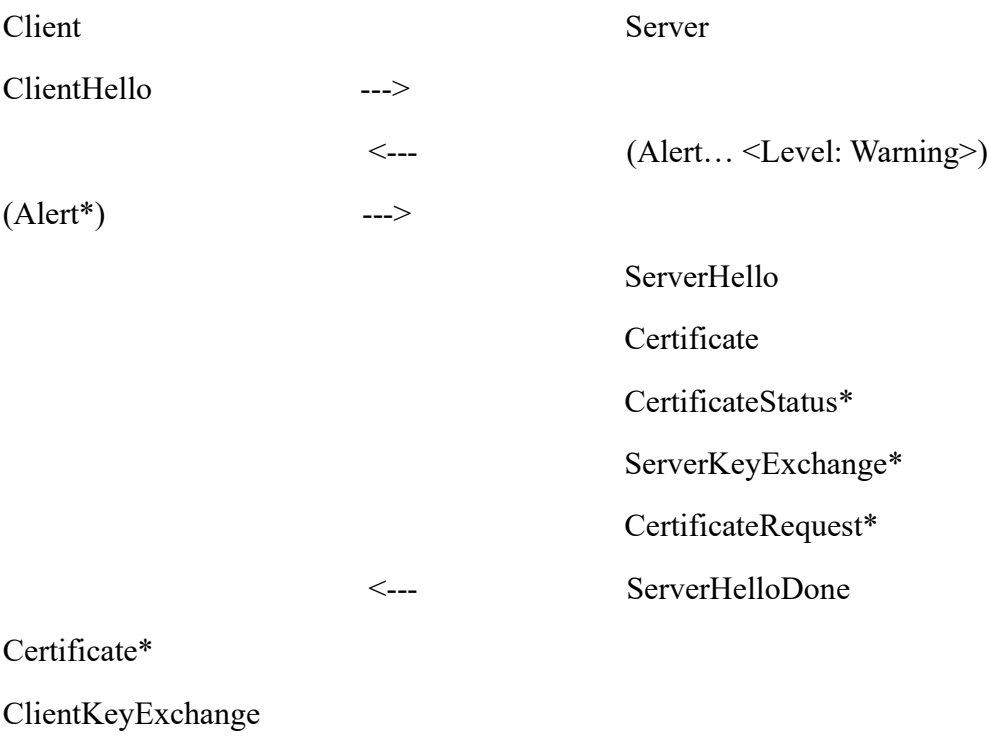 Client Server
ClientHello --->
<--- (Alert… <Level: Warning>)
(Alert*) --->
ServerHello
Certificate
CertificateStatus*
ServerKeyExchange*
CertificateRequest*
<--- ServerHelloDone
Certificate*
ClientKeyExchange